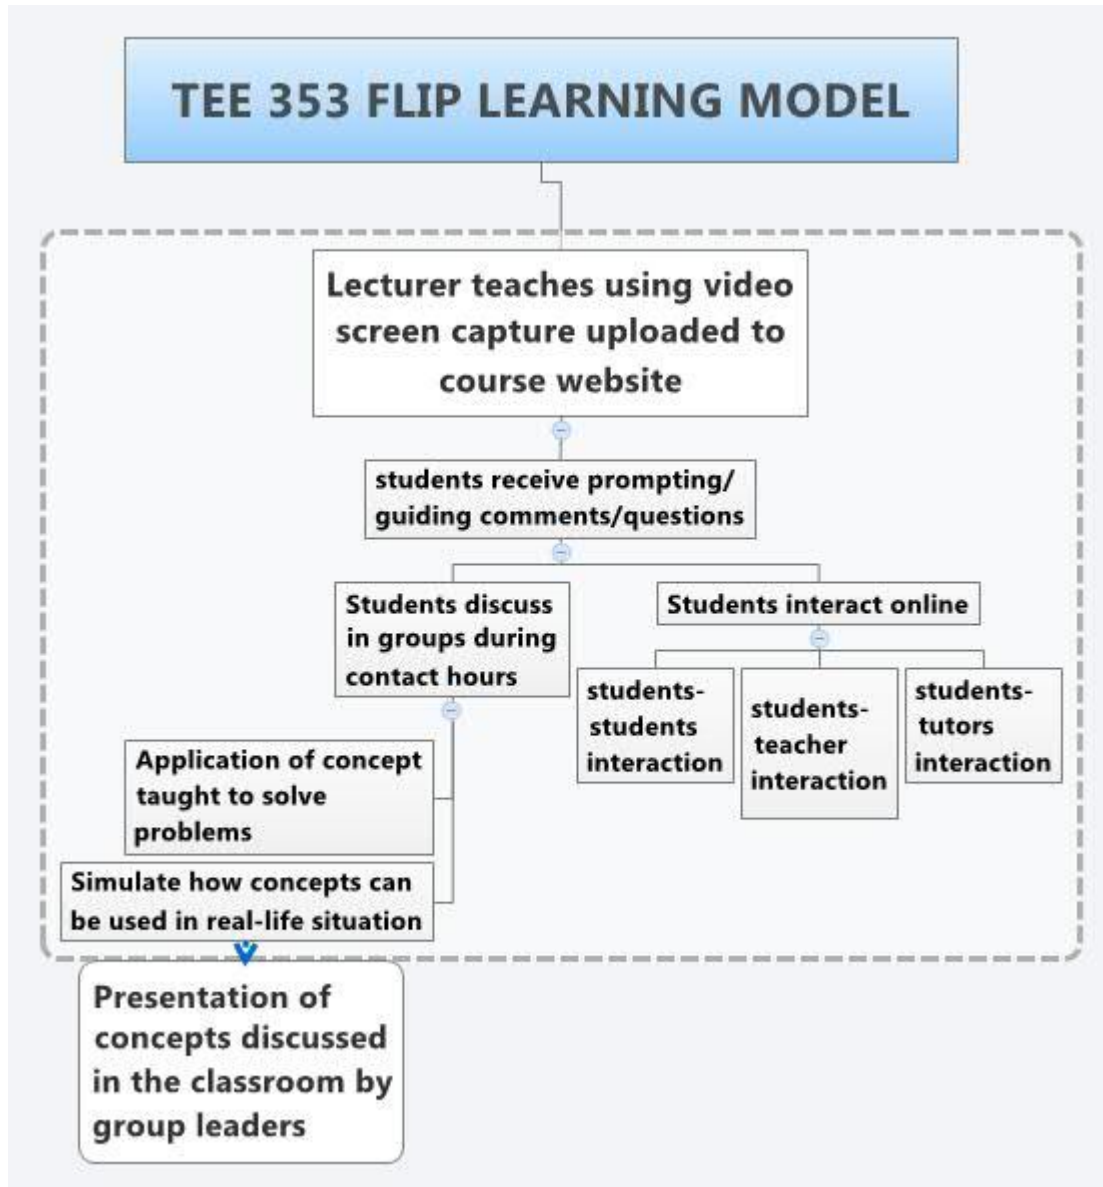 TEE 353 FLIP LEARNING MODEL
Lecturer teaches using video
screen capture uploaded to
course website
students receive prompting/
guiding comments/questions
Students discuss
in groups during
contact hours
Students interact online
students-
students
interaction
students-
teacher
interaction
students-
tutors
interaction
Application of concept
taught to solve
problems
Simulate how concepts can
be used in real-life situation
Presentation of
concepts discussed
in the classroom by
group leaders